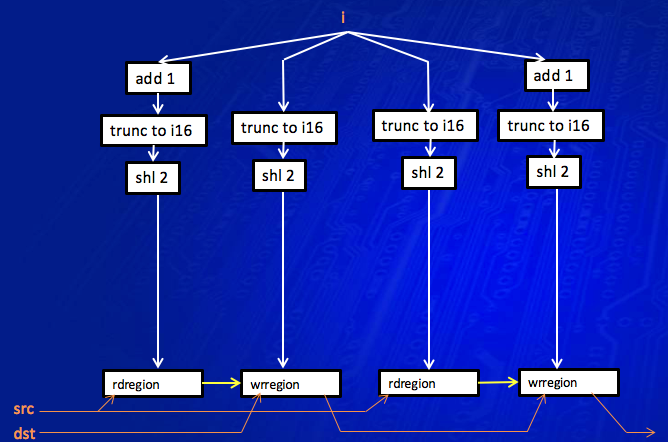 i
add 1
add 1
trunc to i16
trunc to i16
trunc to i16
trunc to i16
shl 2
shl 2
shl 2
shl 2
rdregion
wrregion
rdregion
wrregion
src
dst